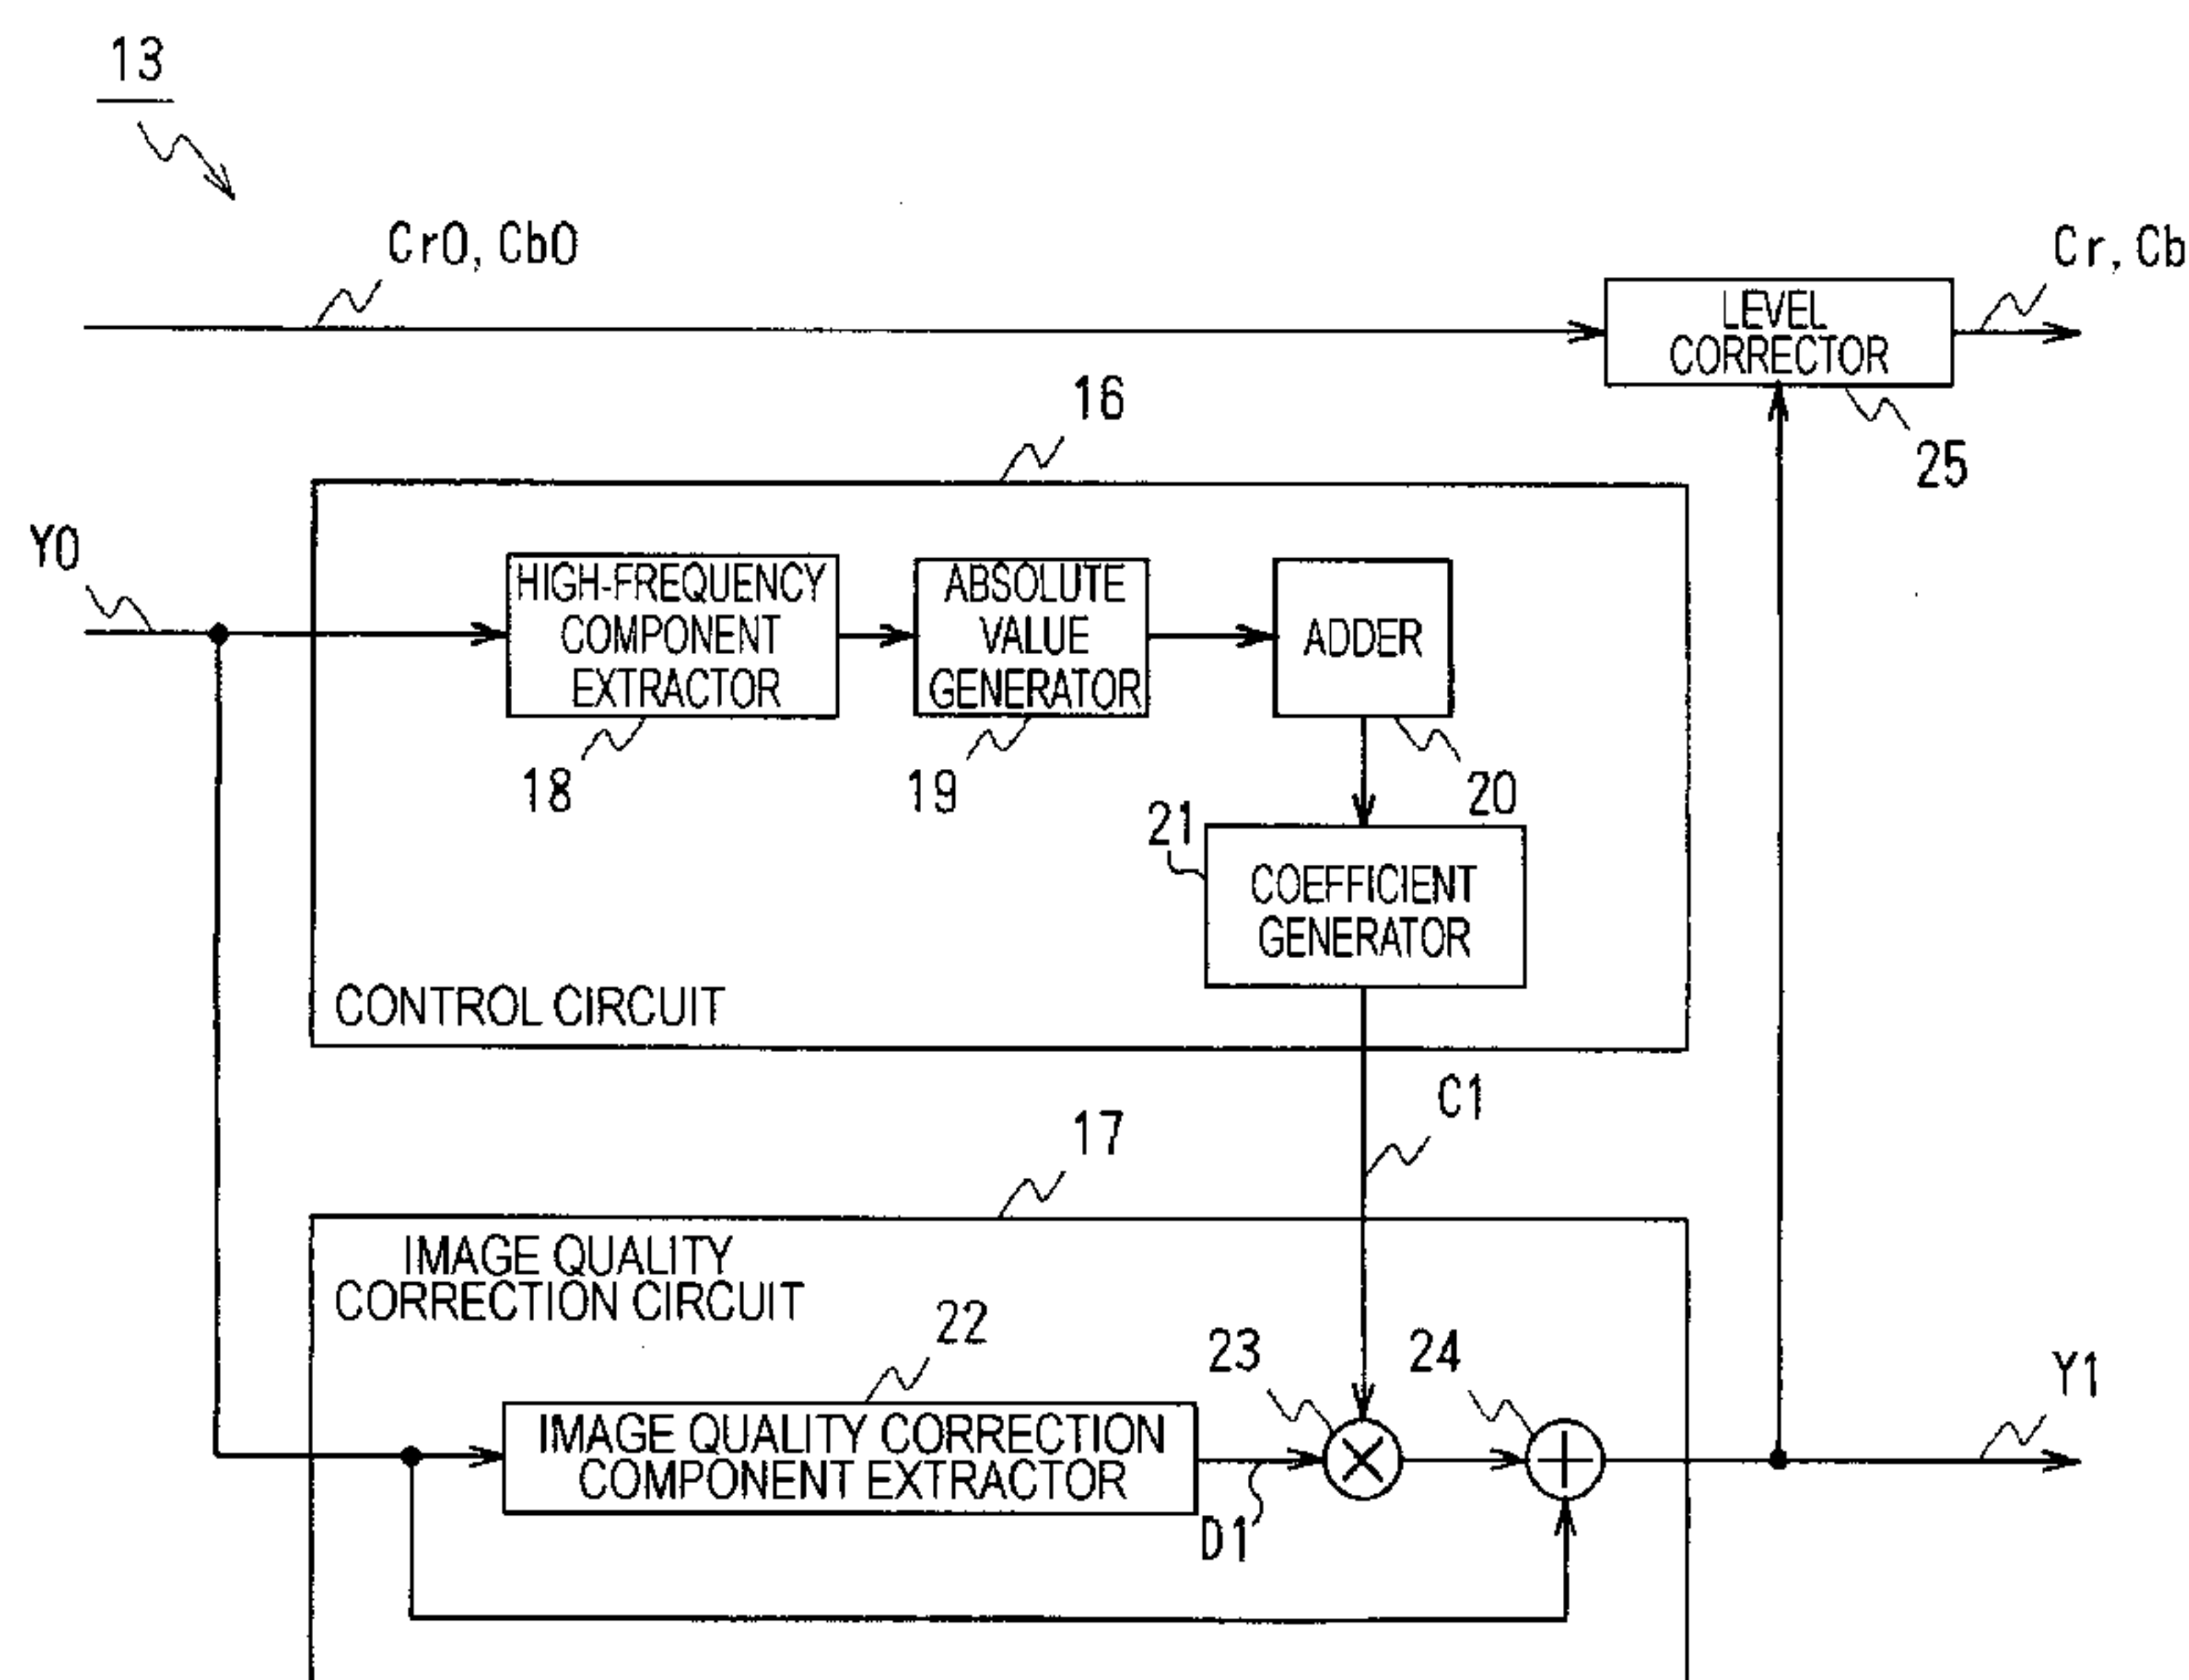 13
Cr0, Cb0
Cr, Cb
LEVEL
CORRECTOR
25
16
Y0
HIGH-FREQUENCY
COMPONENT
EXTRACTOR
18
ABSOLUTE
VALUE
GENERATOR
19
ADDER
20
21
COEFFICIENT
GENERATOR
CONTROL CIRCUIT
C1
17
IMAGE QUALITY
CORRECTION CIRCUIT
22
23
24
Y1
IMAGE QUALITY CORRECTION
COMPONENT EXTRACTOR
D1